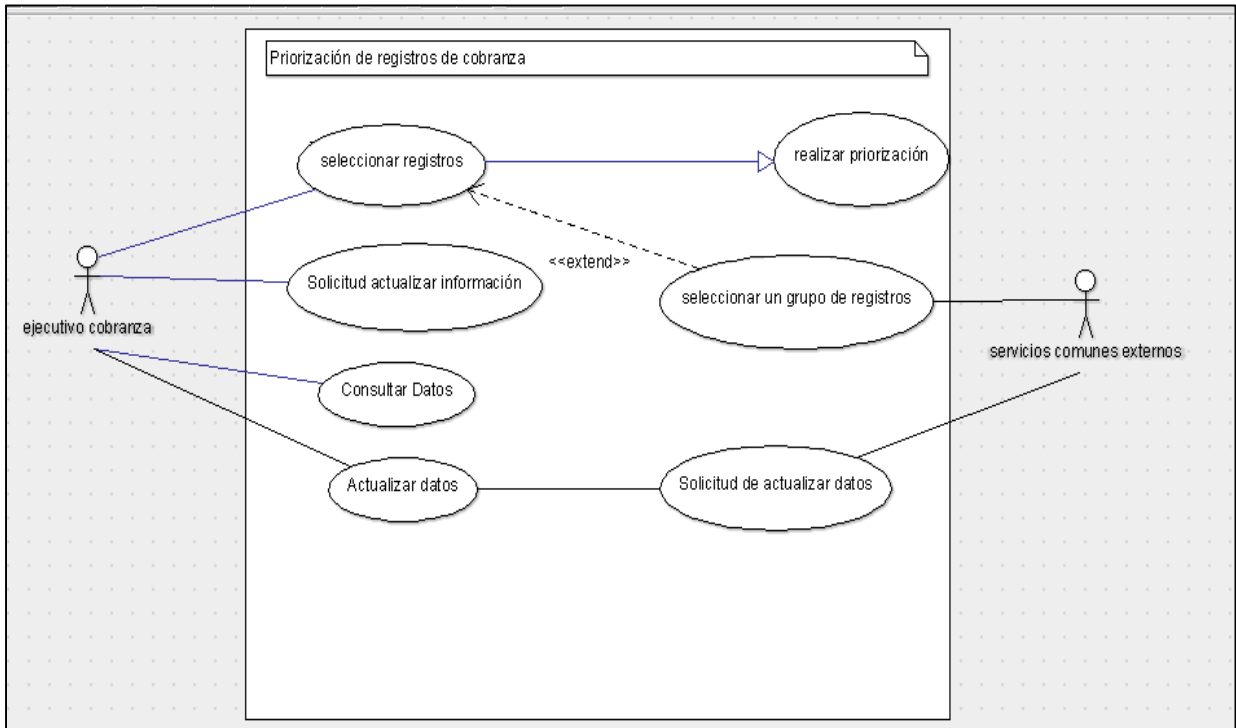 Priorización de registros de cobranza
seleccionar registros
realizar priorización
<<extend>>
Solicitud actualizar información
seleccionar un grupo de registros
ejecutivo cobranza
servicios comunes externos
Consultar Datos
Actualizar datos
Solicitud de actualizar datos